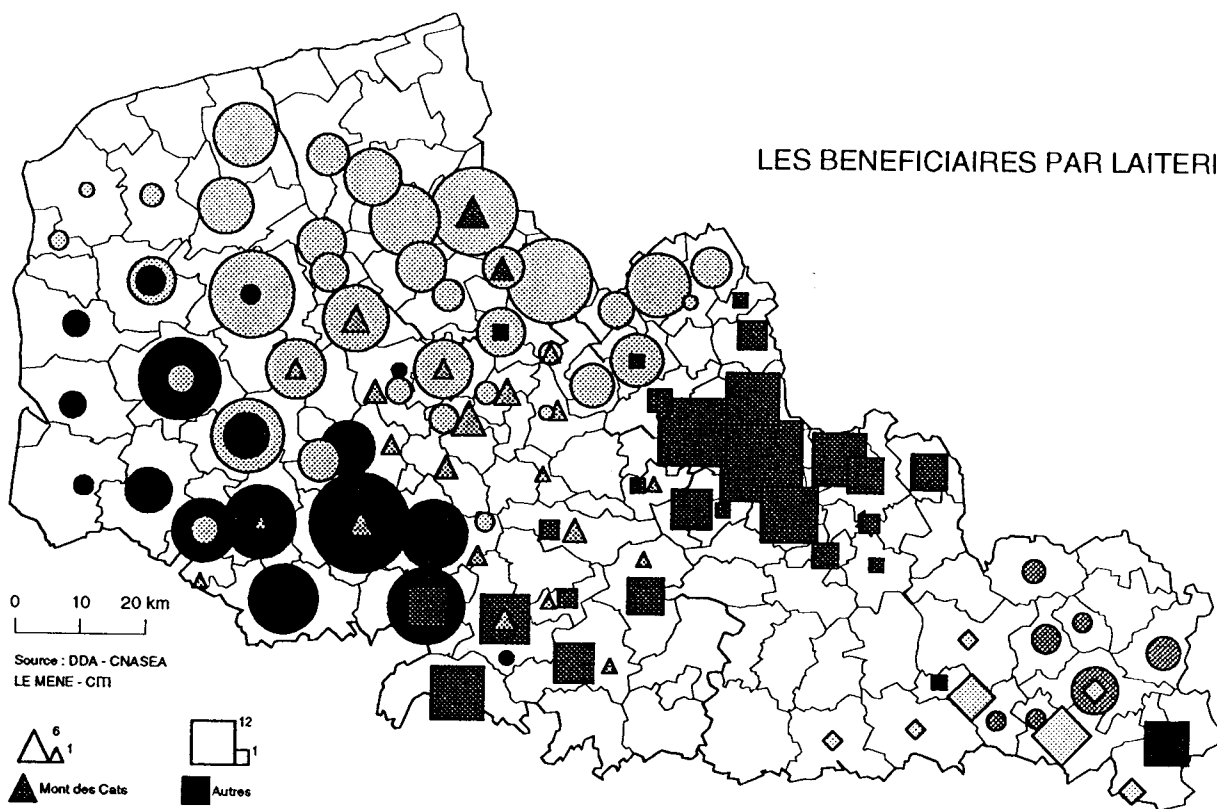 LES BENEFICIAIRES PAR LAITERI
0 10 20 km
Source : DDA - CNASEA
LE MENE - CITI
6
1
12
1
Mont des Cats
Autres